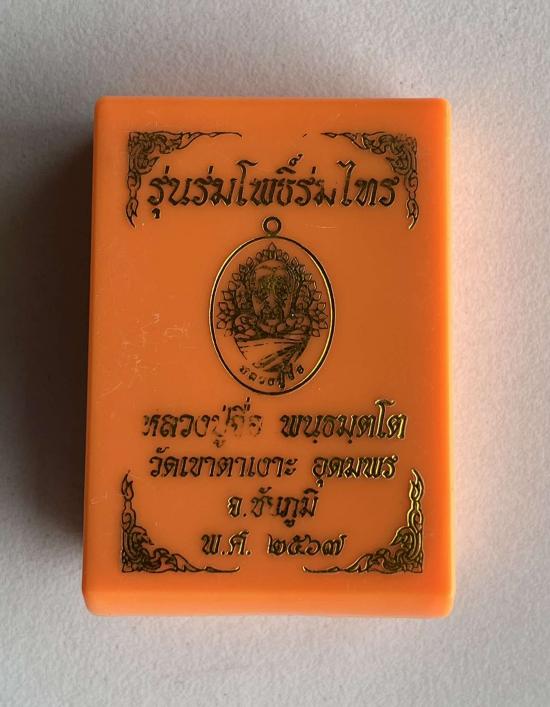 รุ่นร่มโพธิ์ร่มไทร
หลวงปู่จื่อ
หลวงปู่จื่อ พนฺธมุตฺโต
วัดเขาตาเงาะ อุดมพร
จ.ชัยภูมิ
พ.ศ. ๒๕๖๗